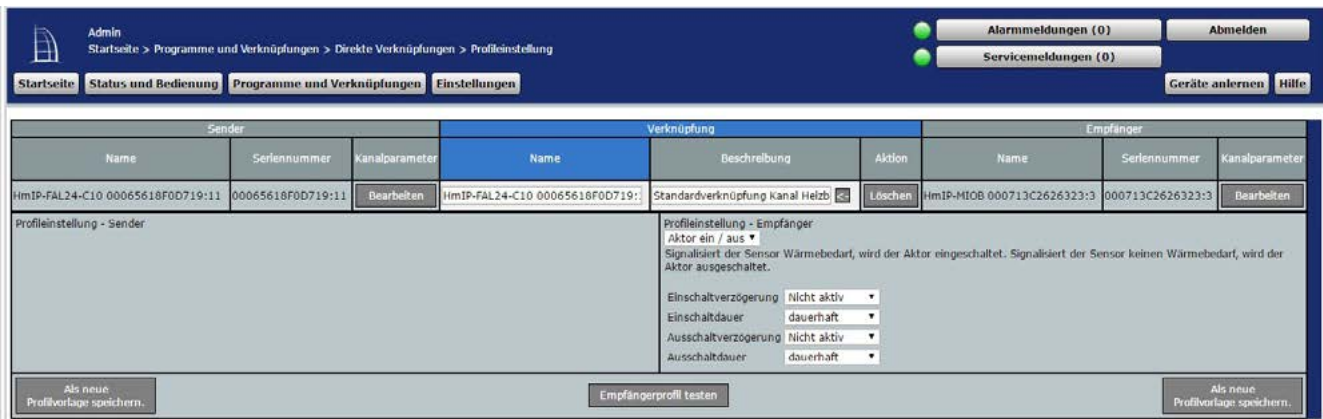 Admin
Startseite > Programme und Verknüpfungen > Direkte Verknüpfungen > Profileinstellung
Alarmmeldungen (0)
Abmelden
Servicemeldungen (0)
Startseite
Status und Bedienung
Programme und Verknüpfungen
Einstellungen
Geräte anlernen
Hilfe
Sender
Verknüpfung
Empfänger
Name
Seriennummer
Kanalparameter
Name
Beschreibung
Aktion
Name
Seriennummer
Kanalparameter
HmIP-FAL24-C10 00065618F0D719:11
00065618F0D719:11
Bearbeiten
HmIP-FAL24-C10 00065618F0D719:
Standardverknüpfung Kanal Heizb
<-
Löschen
HmIP-MIOB 000713C2626323:3
000713C2626323:3
Bearbeiten
Profileinstellung - Sender
Profileinstellung - Empfänger
Aktor ein / aus
Signalisiert der Sensor Wärmebedarf, wird der Aktor eingeschaltet. Signalisiert der Sensor keinen Wärmebedarf, wird der
Aktor ausgeschaltet.
Einschaltverzögerung Nicht aktiv
Einschaltdauer dauerhaft
Ausschaltverzögerung Nicht aktiv
Ausschaltdauer dauerhaft
Als neue
Profilvorlage speichern.
Empfängerprofil testen
Als neue
Profilvorlage speichern.